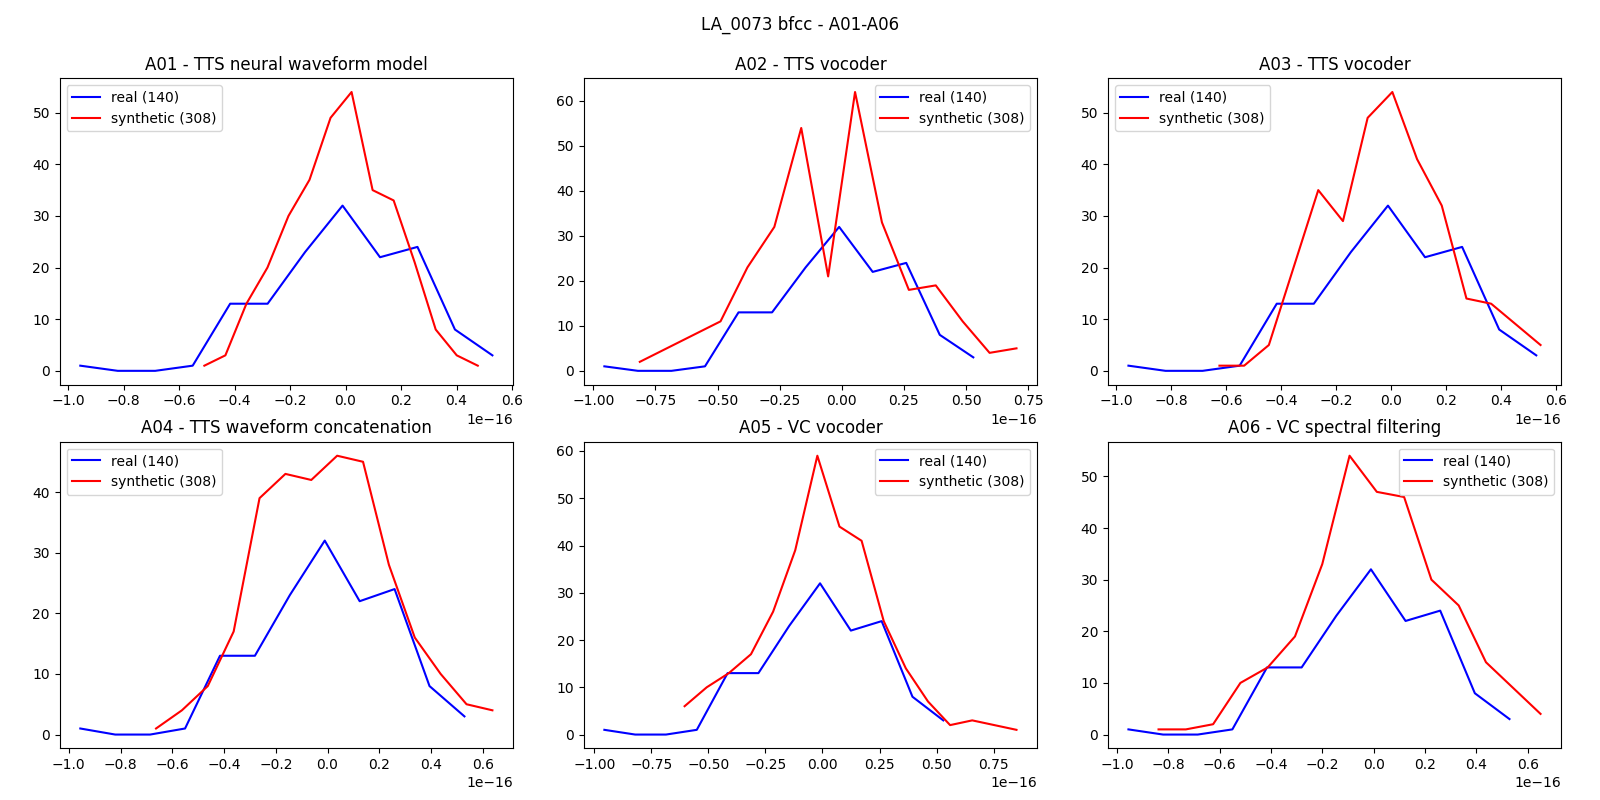 LA_0073 bfcc - A01-A06
A01 - TTS neural waveform model
real (140)
synthetic (308)
50
40
30
20
10
0
−1.0 −0.8 −0.6 −0.4 −0.2 0.0 0.2 0.4 0.6
1e−16
A02 - TTS vocoder
real (140)
synthetic (308)
60
50
40
30
20
10
0
−1.00 −0.75 −0.50 −0.25 0.00 0.25 0.50 0.75
1e−16
A03 - TTS vocoder
real (140)
synthetic (308)
50
40
30
20
10
0
−1.0 −0.8 −0.6 −0.4 −0.2 0.0 0.2 0.4 0.6
1e−16
A04 - TTS waveform concatenation
real (140)
synthetic (308)
40
30
20
10
0
−1.0 −0.8 −0.6 −0.4 −0.2 0.0 0.2 0.4 0.6
1e−16
A05 - VC vocoder
real (140)
synthetic (308)
60
50
40
30
20
10
0
−1.00 −0.75 −0.50 −0.25 0.00 0.25 0.50 0.75
1e−16
A06 - VC spectral filtering
real (140)
synthetic (308)
50
40
30
20
10
0
−1.0 −0.8 −0.6 −0.4 −0.2 0.0 0.2 0.4 0.6
1e−16